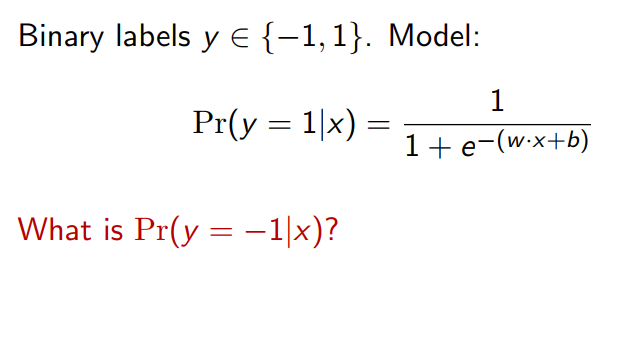 Binary labels y ∈ {−1, 1}. Model:
Pr(y = 1|x) = 1 / (1 + e^{−(w·x+b)})
What is Pr(y = −1|x)?